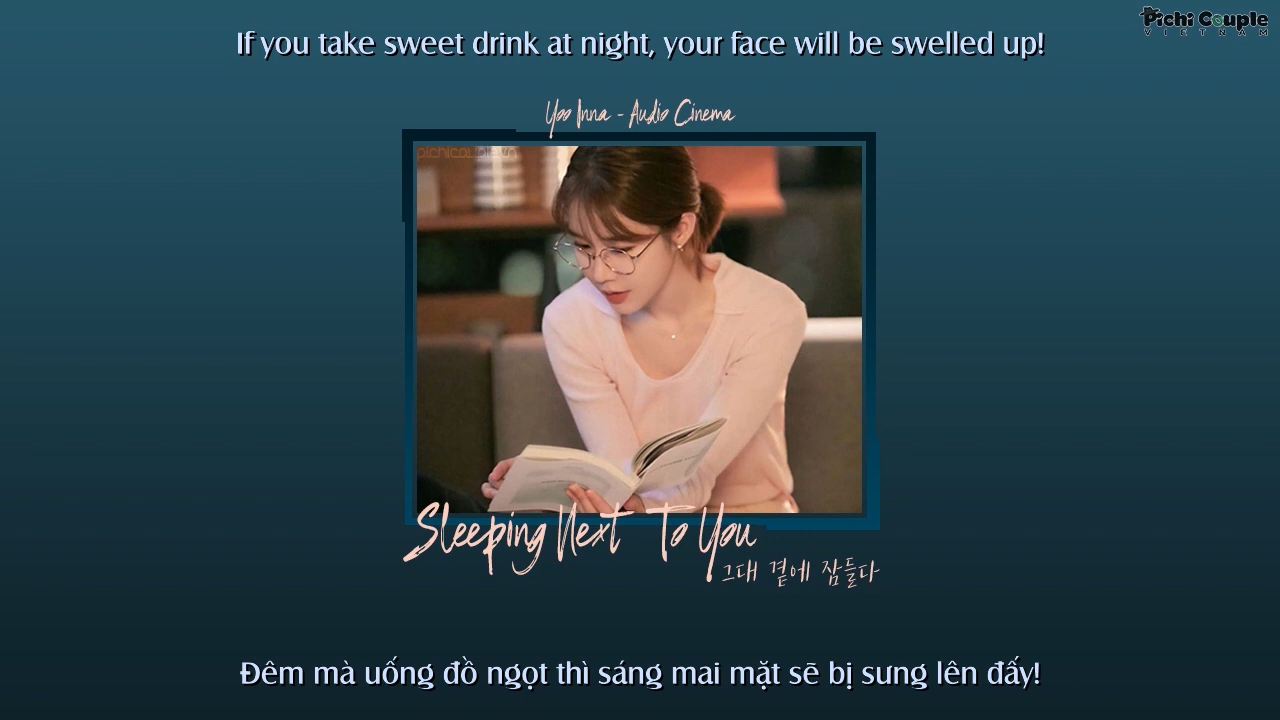 Pichi Couple
VIETNAM
If you take sweet drink at night, your face will be swelled up!
Yoo Inna - Audio Cinema
pichicouple.vn
Sleeping Next To You
그대 곁에 잠들다
Đêm mà uống đồ ngọt thì sáng mai mặt sẽ bị sưng lên đấy!